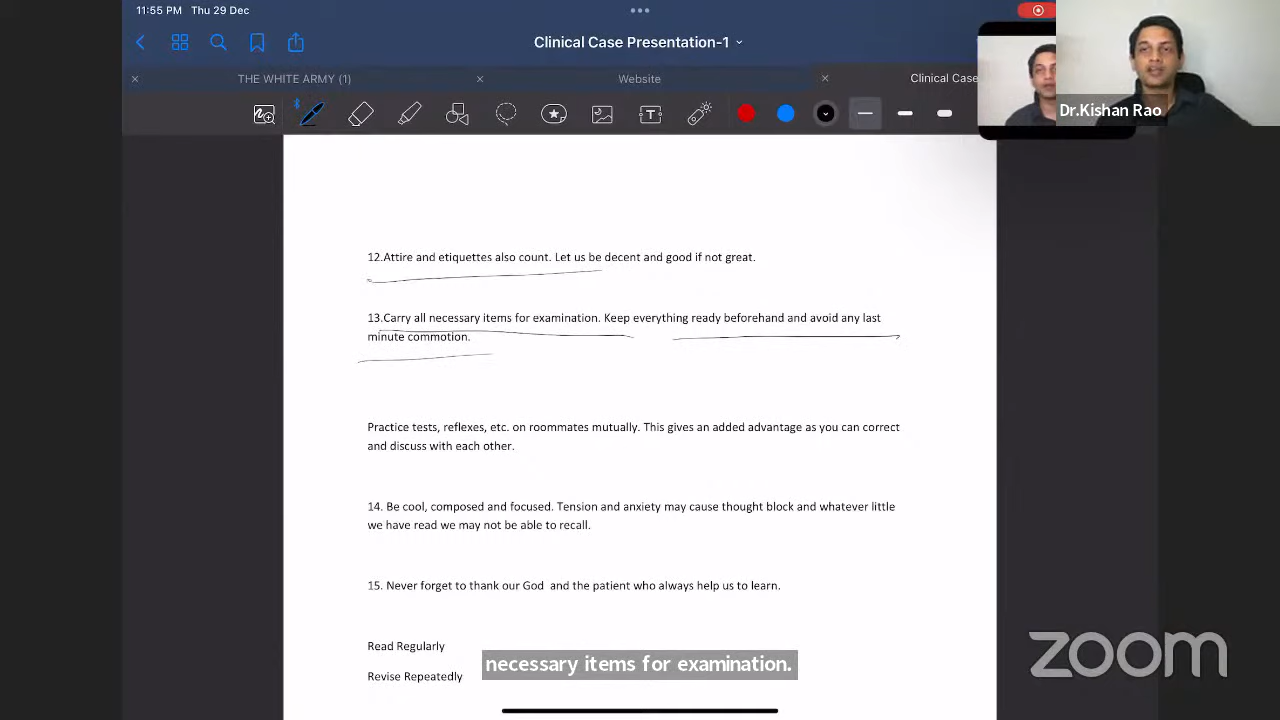 11:55 PM Thu 29 Dec
Clinical Case Presentation-1
THE WHITE ARMY (1)
Website
Clinical Case
Dr.Kishan Rao
12.Attire and etiquettes also count. Let us be decent and good if not great.
13.Carry all necessary items for examination. Keep everything ready beforehand and avoid any last
minute commotion.
Practice tests, reflexes, etc. on roommates mutually. This gives an added advantage as you can correct
and discuss with each other.
14. Be cool, composed and focused. Tension and anxiety may cause thought block and whatever little
we have read we may not be able to recall.
15. Never forget to thank our God  and the patient who always help us to learn.
Read Regularly
necessary items for examination.
Revise Repeatedly
zoom